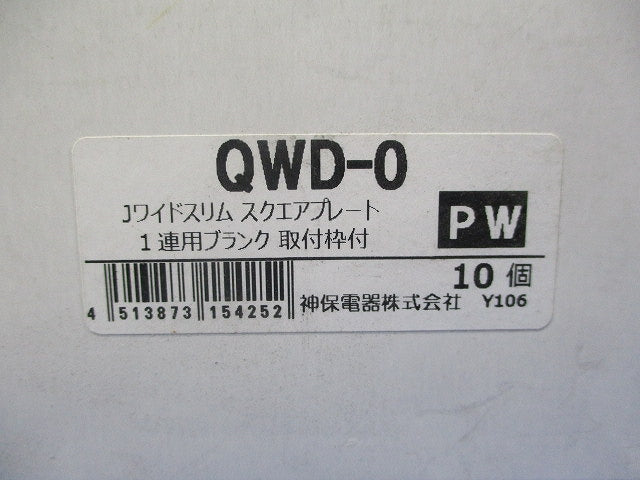 QWD-0
Jワイドスリム スクエアプレート
1連用ブランク 取付枠付
PW
10個
4 513873 154252
神保電器株式会社 Y106